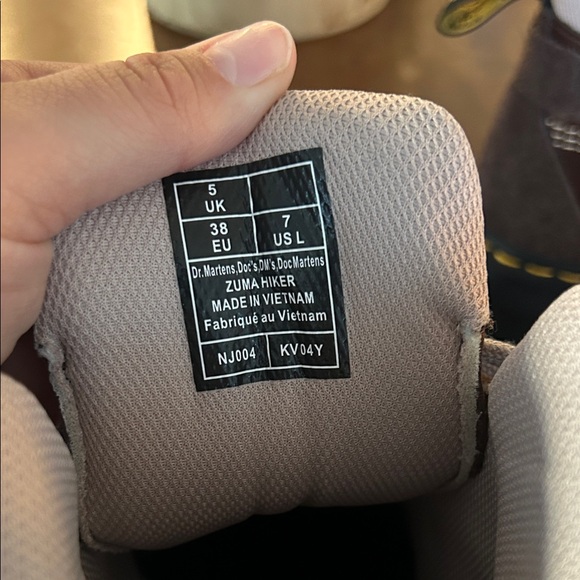 5
UK
38
EU
7
US L
Dr.Martens,Doc's,DM's,DocMartens
ZUMA HIKER
MADE IN VIETNAM
Fabriqué au Vietnam
NJ004
KV04Y